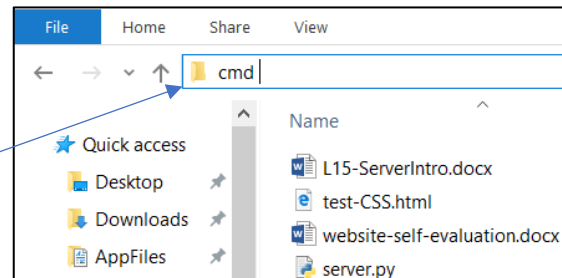 File Home Share View
cmd
Quick access
Desktop
Downloads
AppFiles
Name
L15-ServerIntro.docx
test-CSS.html
website-self-evaluation.docx
server.py